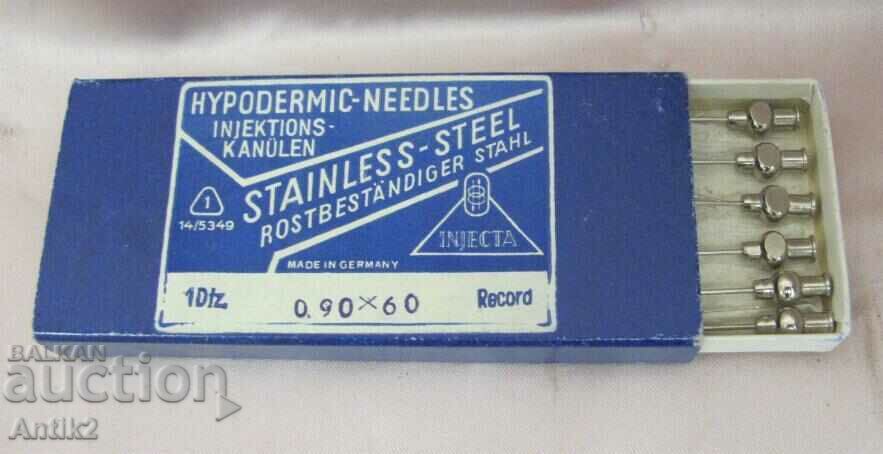 HYPODERMIC-NEEDLES
INJEKTIONS-
KANÜLEN
STAINLESS-STEEL
ROSTBESTÄNDIGER STAHL
1
14/5349
INJECTA
MADE IN GERMANY
1Dtz
0.90×60
Record
BALKAN
auction
Antik2